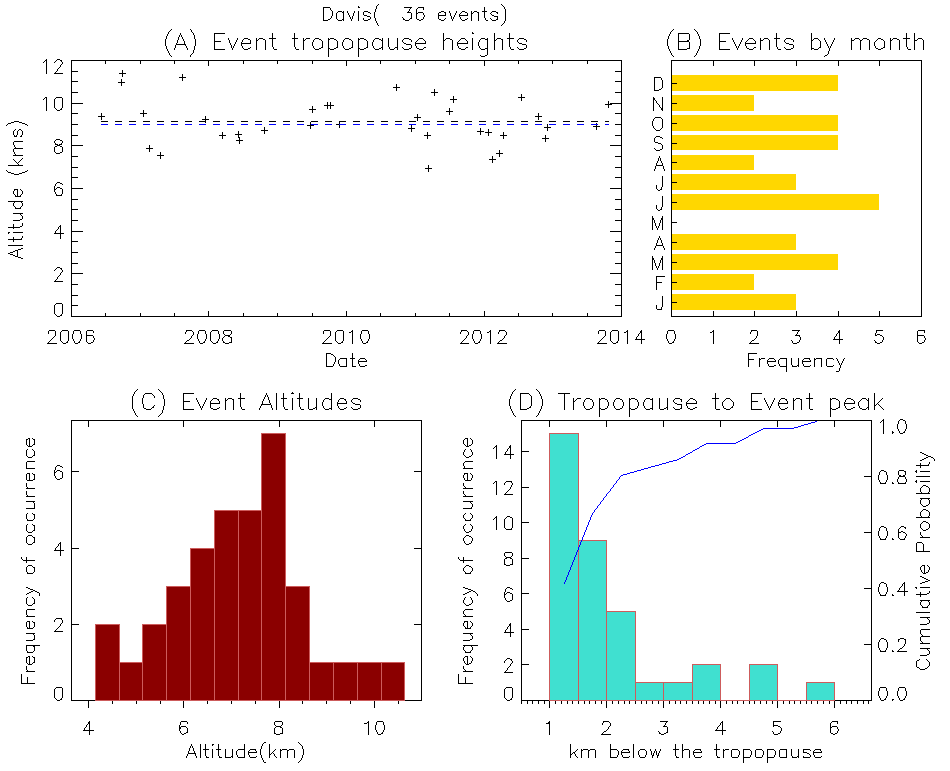 Davis(  36 events)
(A) Event tropopause heights
(B) Events by month
Altitude (kms)
12
10
8
6
4
2
0
2006
2008
2010
2012
2014
Date
D
N
O
S
A
J
J
M
A
M
F
J
0
1
2
3
4
5
6
Frequency
(C) Event Altitudes
(D) Tropopause to Event peak
Frequency of occurrence
6
4
2
0
4
6
8
10
Altitude(km)
Frequency of occurrence
14
12
10
8
6
4
2
0
1
2
3
4
5
6
km below the tropopause
1.0
0.8
0.6
0.4
0.2
0.0
Cumulative Probability